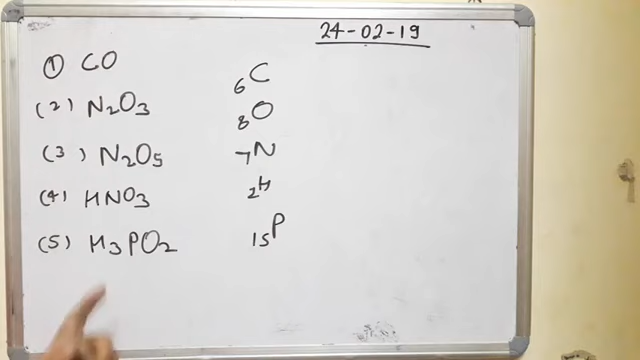 24-02-19
① CO
(2) N₂O₃
(3) N₂O₅
(4) HNO₃
(5) H₃PO₂
₆C
₈O
₇N
₂H
₁₅P